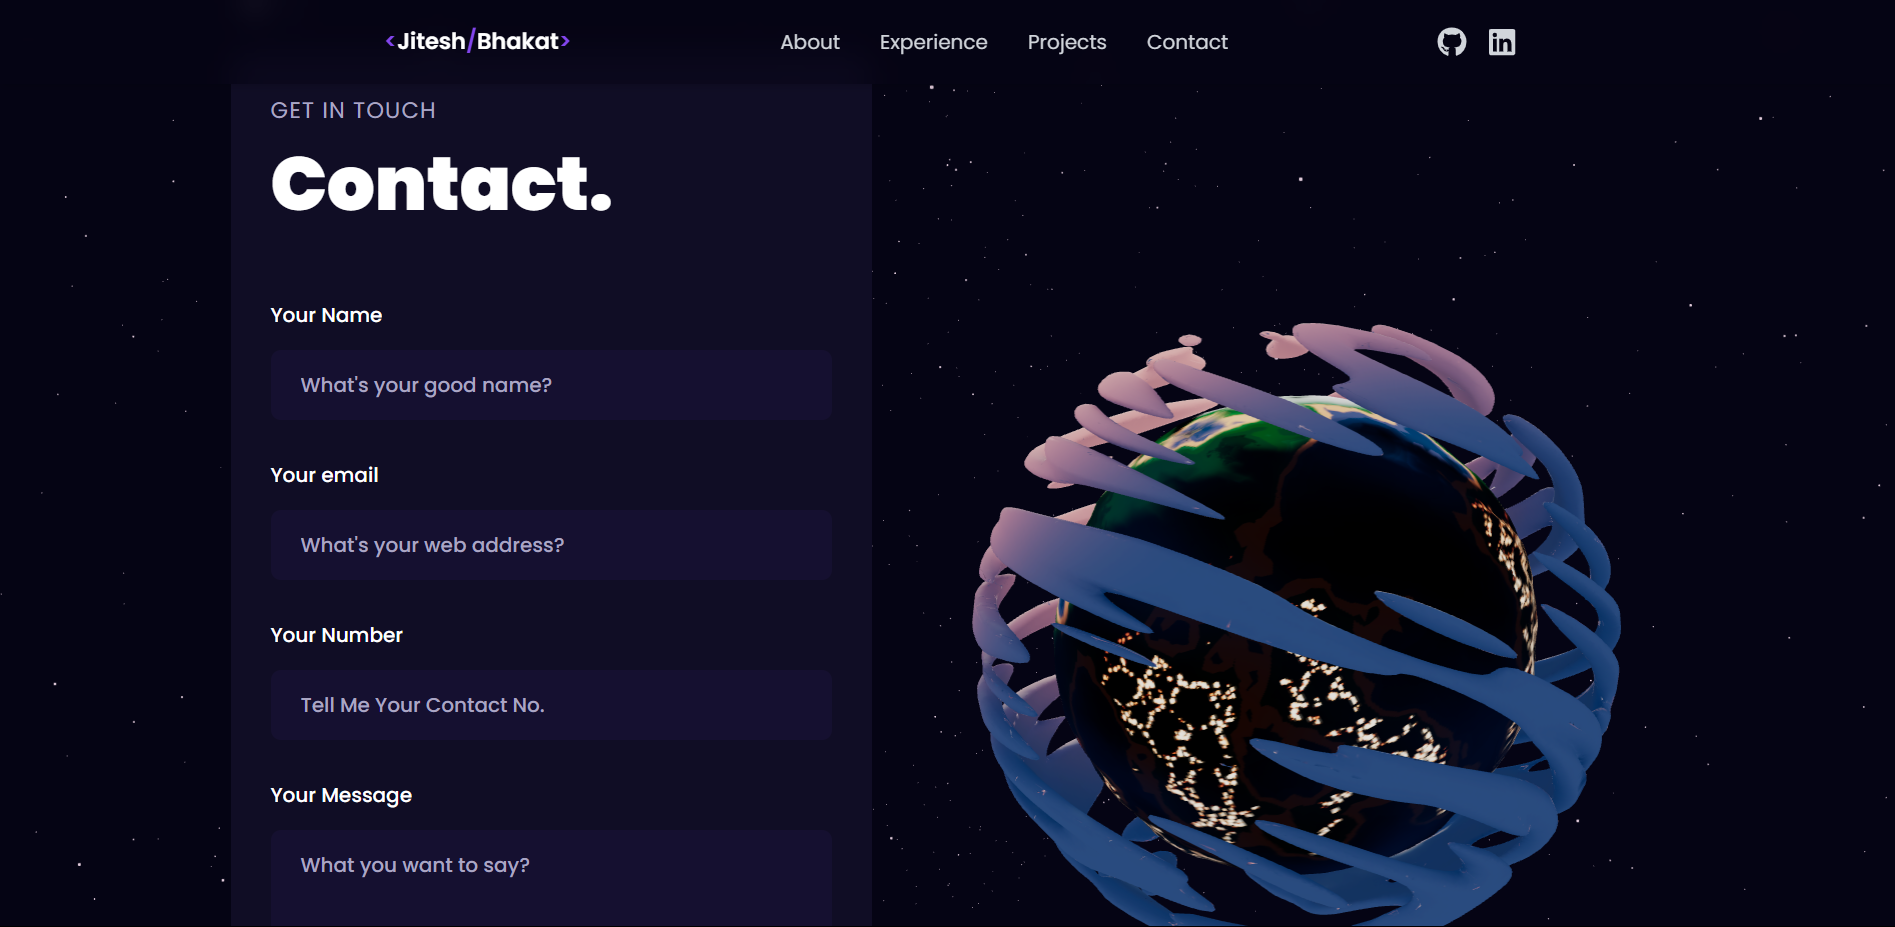 <Jitesh/Bhakat>
About Experience Projects Contact
GET IN TOUCH
Contact.
Your Name
What's your good name?
Your email
What's your web address?
Your Number
Tell Me Your Contact No.
Your Message
What you want to say?